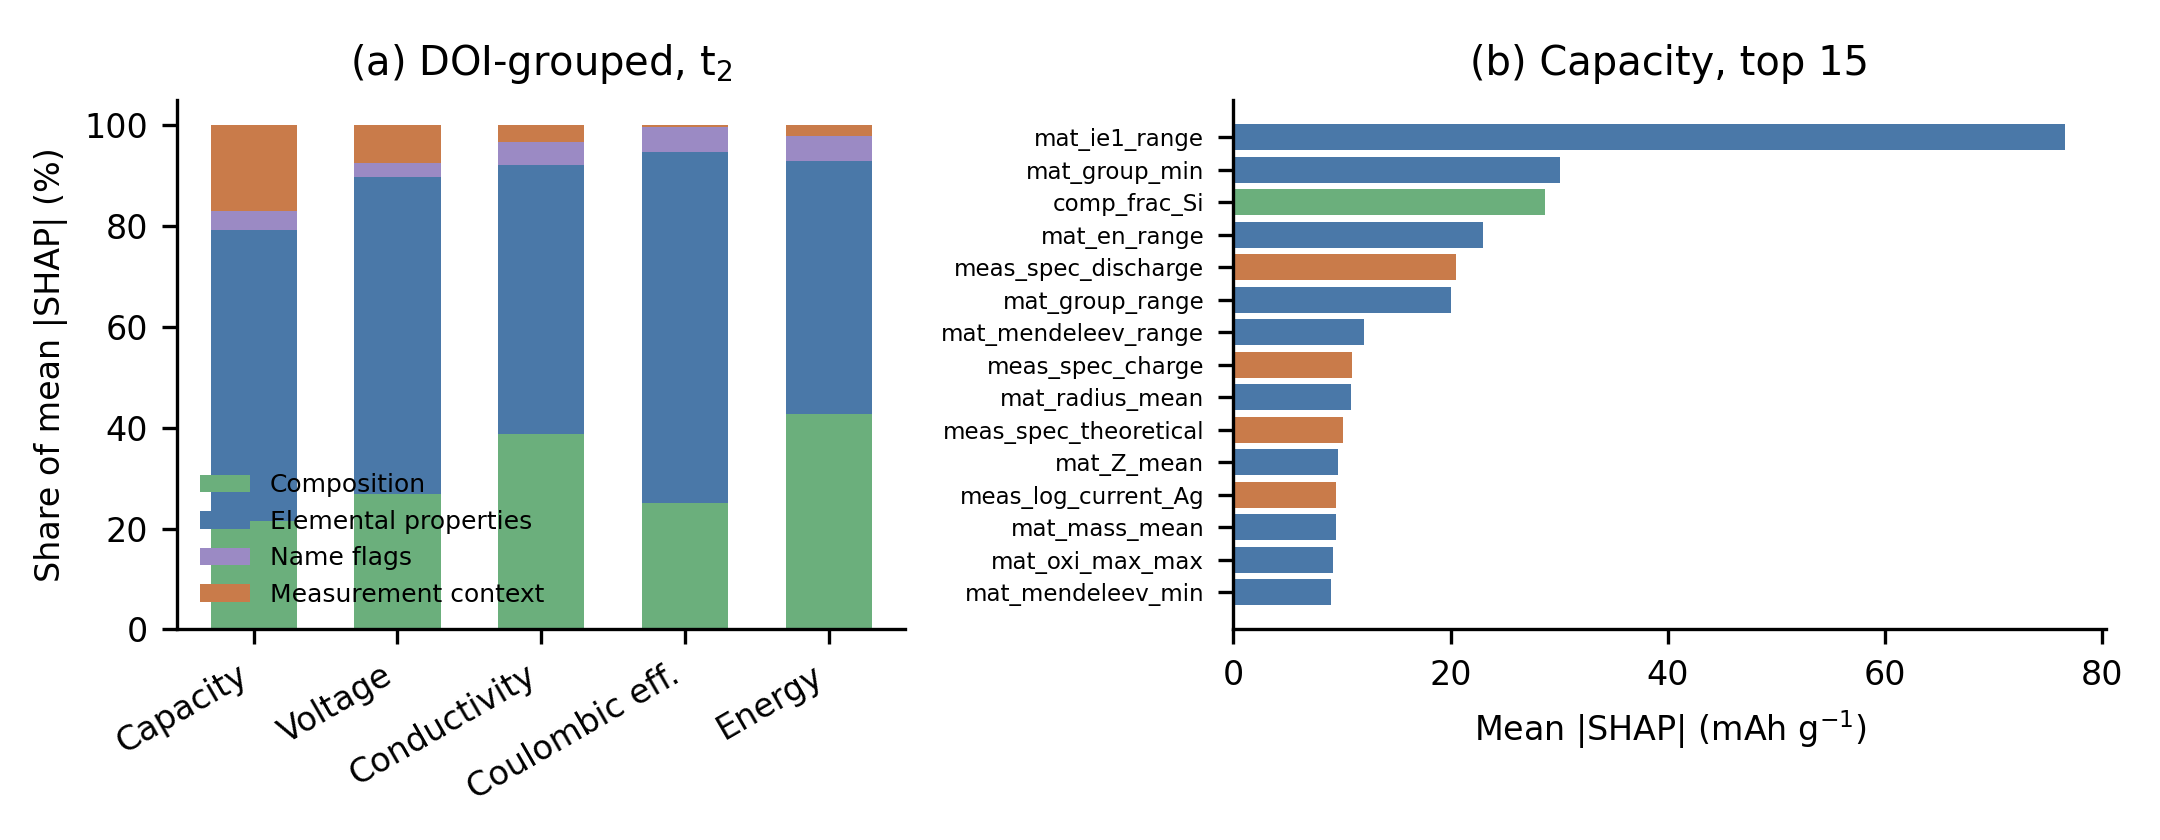 (a) DOI-grouped, t₂
Share of mean |SHAP| (%)
100
80
60
40
20
0
Composition
Elemental properties
Name flags
Measurement context
Capacity
Voltage
Conductivity
Coulombic eff.
Energy
(b) Capacity, top 15
mat_ie1_range
mat_group_min
comp_frac_Si
mat_en_range
meas_spec_discharge
mat_group_range
mat_mendeleev_range
meas_spec_charge
mat_radius_mean
meas_spec_theoretical
mat_Z_mean
meas_log_current_Ag
mat_mass_mean
mat_oxi_max_max
mat_mendeleev_min
0 20 40 60 80
Mean |SHAP| (mAh g⁻¹)